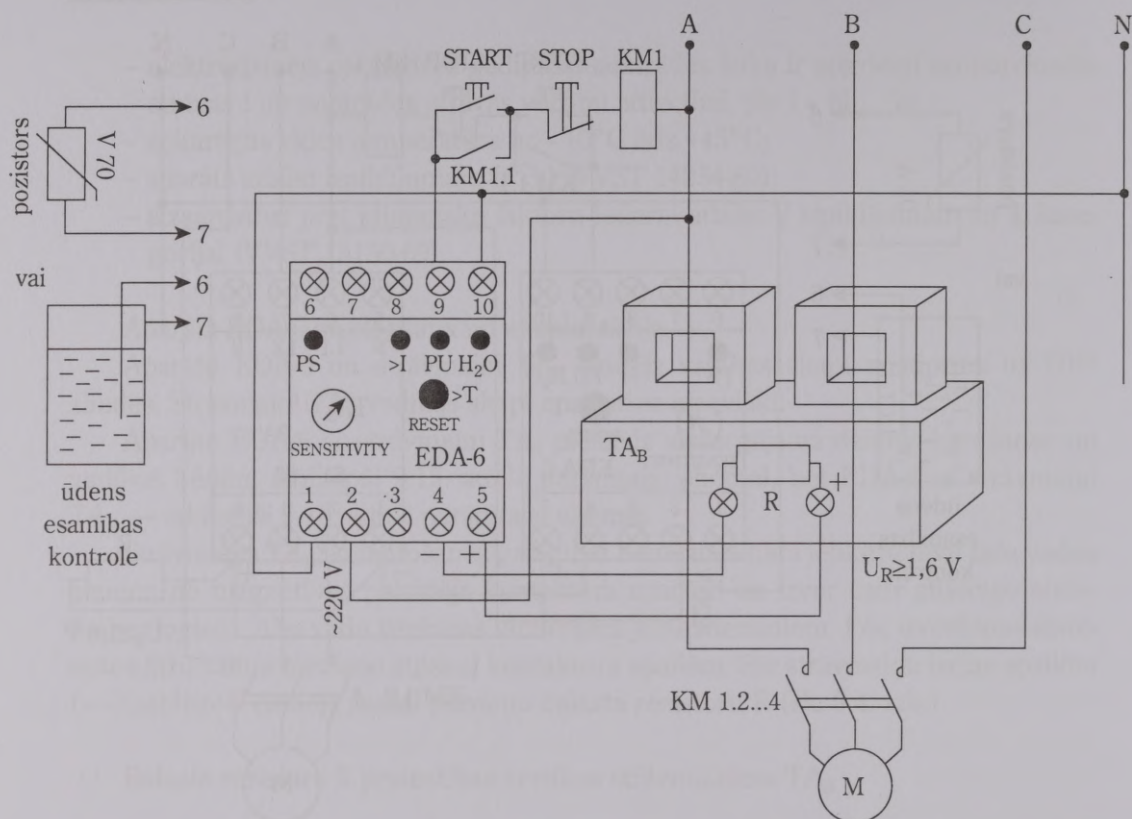 A B C N
START STOP KM1
6
pozistors
V 70
KM1.1
7
vai
6
7
6 7 8 9 10
PS >I PU H₂O
>T
RESET
SENSITIVITY EDA-6
1 2 3 4 5
+
~220 V
ūdens
esamības
kontrole
TA_B
R +
U_R≥1,6 V
KM 1.2...4
M